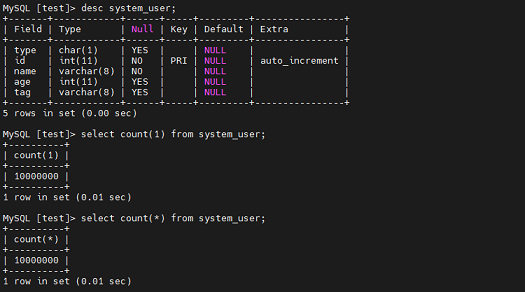 MySQL [test]> desc system_user;
+-------+------------+------+-----+---------+----------------+
| Field | Type       | Null | Key | Default | Extra          |
+-------+------------+------+-----+---------+----------------+
| type  | char(1)    | YES  |     | NULL    |                |
| id    | int(11)    | NO   | PRI | NULL    | auto_increment |
| name  | varchar(8) | NO   |     | NULL    |                |
| age   | int(11)    | YES  |     | NULL    |                |
| tag   | varchar(8) | YES  |     | NULL    |                |
+-------+------------+------+-----+---------+----------------+
5 rows in set (0.00 sec)
MySQL [test]> select count(1) from system_user;
+----------+
| count(1) |
+----------+
| 10000000 |
+----------+
1 row in set (0.01 sec)
MySQL [test]> select count(*) from system_user;
+----------+
| count(*) |
+----------+
| 10000000 |
+----------+
1 row in set (0.01 sec)